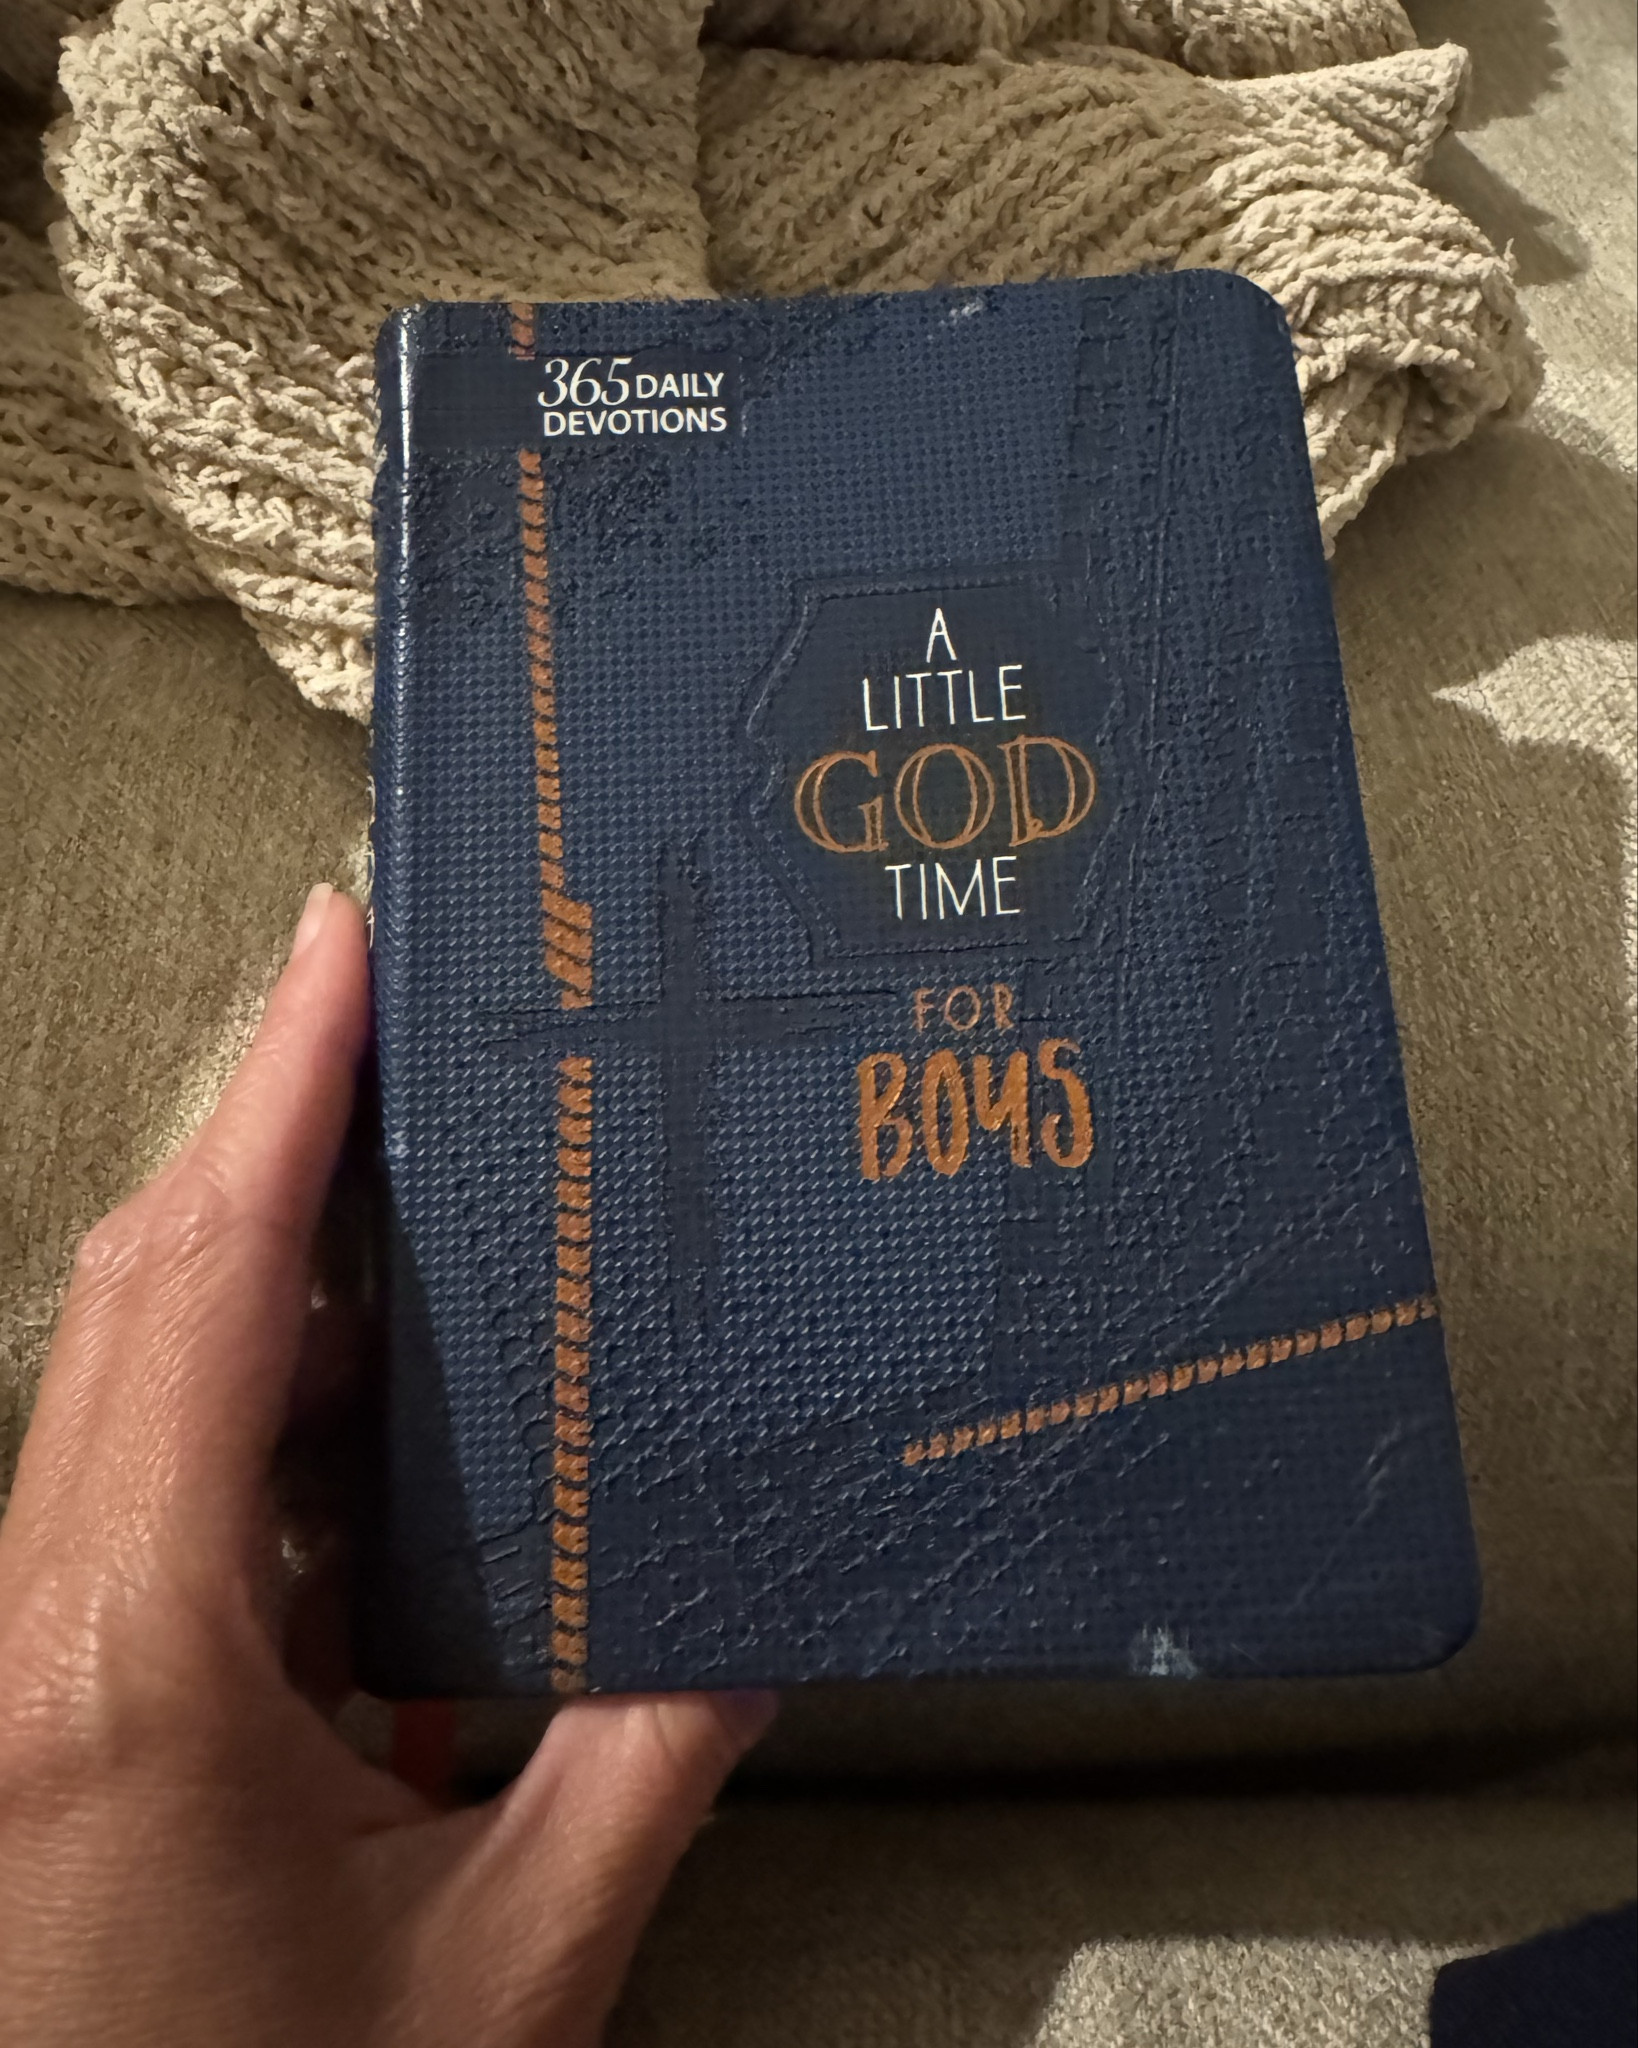 365 DAILY
DEVOTIONS
A
LITTLE
GOD
TIME
FOR
BOYS